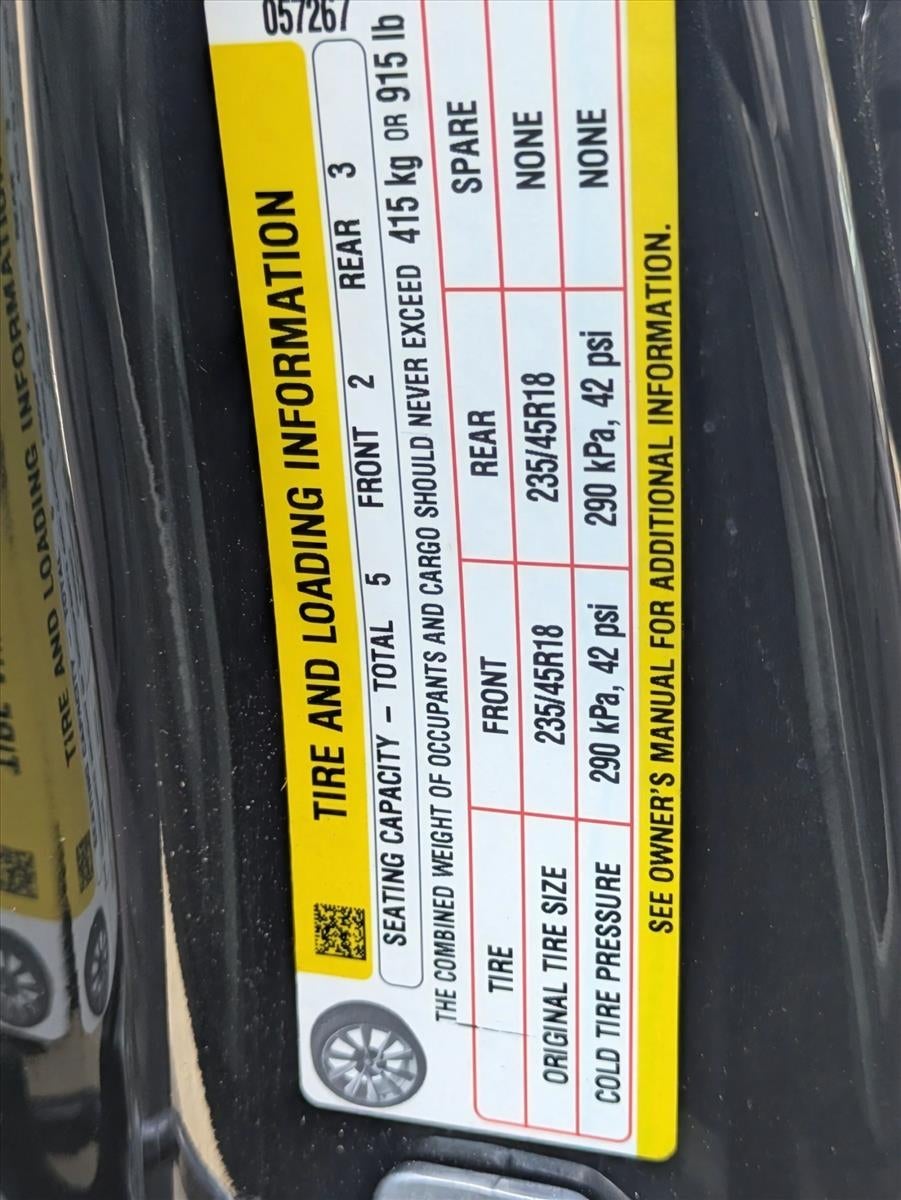 057267
TIRE AND LOADING INFORMATION
SEATING CAPACITY – TOTAL 5 FRONT 2 REAR 3
THE COMBINED WEIGHT OF OCCUPANTS AND CARGO SHOULD NEVER EXCEED 415 kg OR 915 lb
TIRE FRONT REAR SPARE
ORIGINAL TIRE SIZE 235/45R18 235/45R18 NONE
COLD TIRE PRESSURE 290 kPa, 42 psi 290 kPa, 42 psi NONE
SEE OWNER'S MANUAL FOR ADDITIONAL INFORMATION.
TIRE AND LOADING INFORMATION